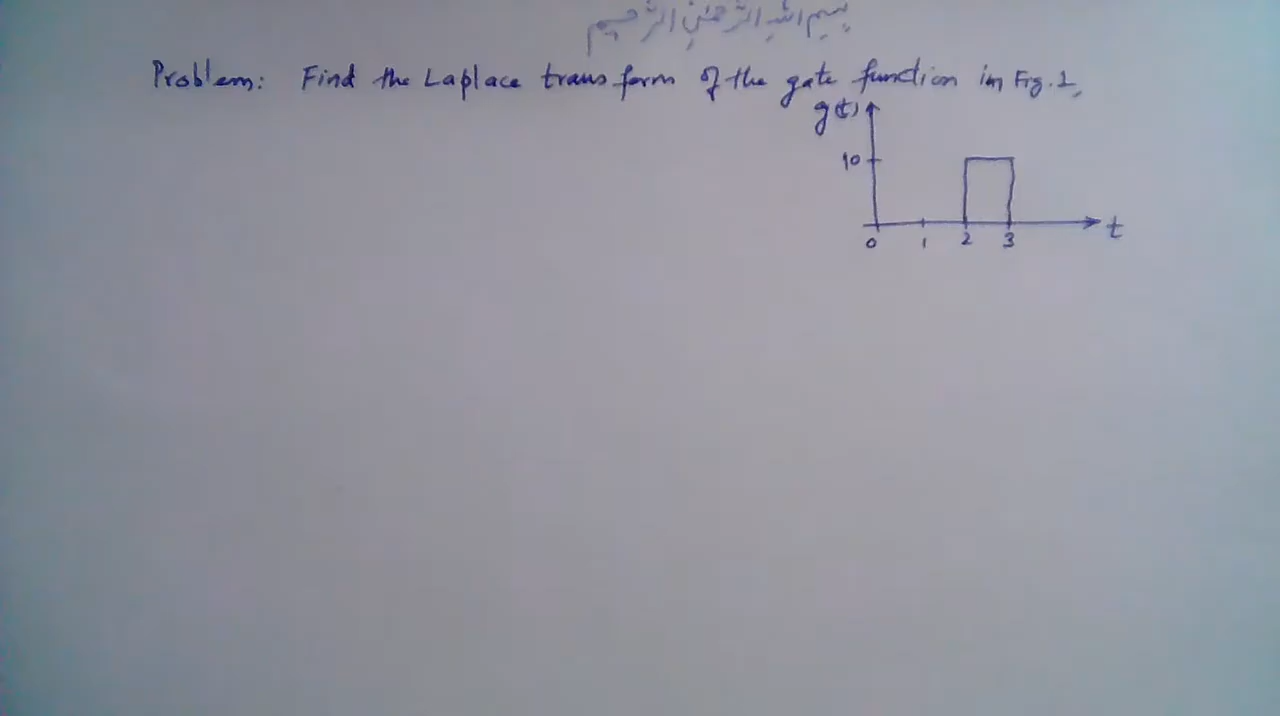 بسم الله الرحمن الرحيم
Problem: Find the Laplace transform of the gate function in Fig. 1,
g(t)
10
0 1 2 3 t